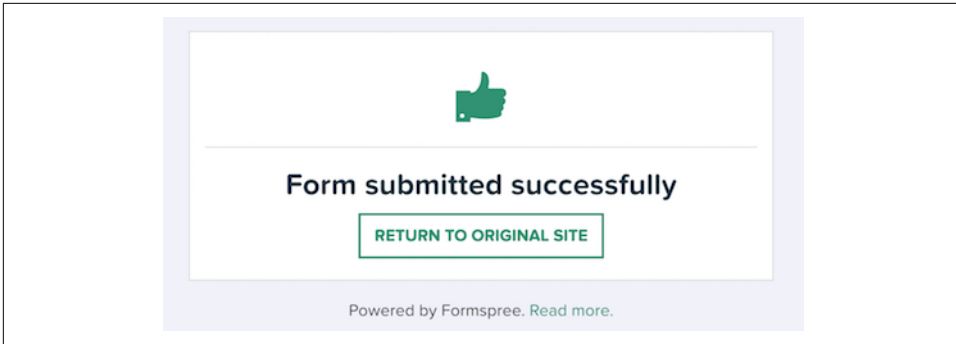 Form submitted successfully
RETURN TO ORIGINAL SITE
Powered by Formspree. Read more.